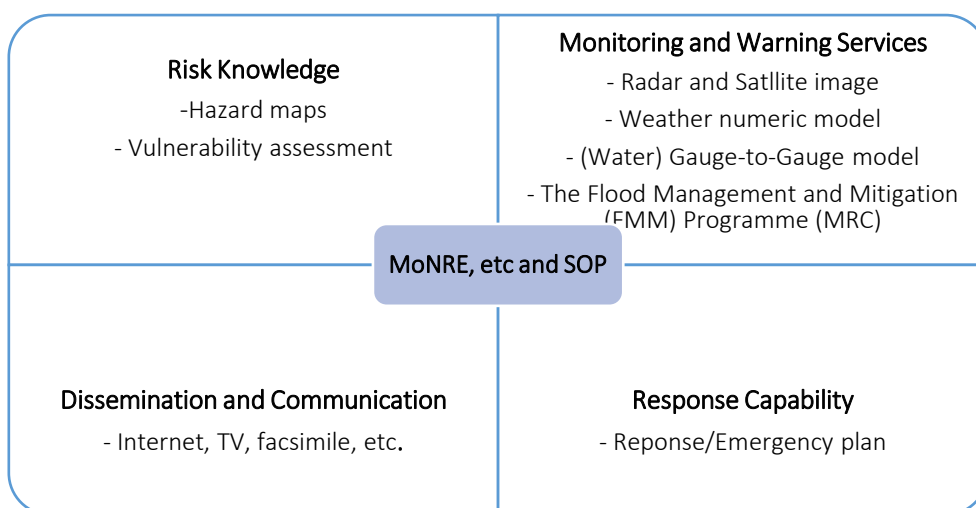 Risk Knowledge
-Hazard maps
- Vulnerability assessment
Monitoring and Warning Services
- Radar and Satllite image
- Weather numeric model
- (Water) Gauge-to-Gauge model
- The Flood Management and Mitigation
(FMM) Programme (MRC)
MoNRE, etc and SOP
Dissemination and Communication
- Internet, TV, facsimile, etc.
Response Capability
- Reponse/Emergency plan